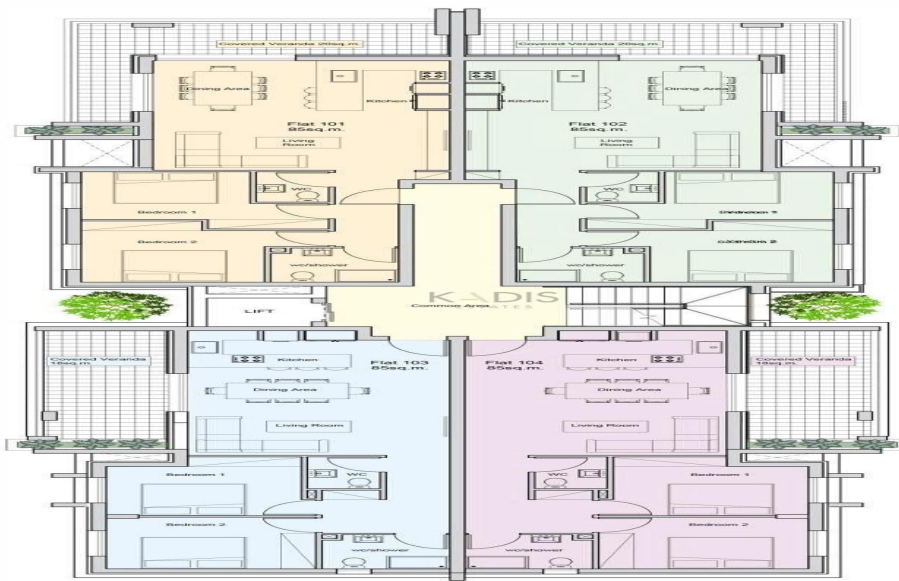 Covered Veranda 20sq.m.
Covered Veranda 20sq.m.
Dining Area
Kitchen
Flat 101
85sq.m.
Living
Room
WC
Bedroom 1
Bedroom 2
wc/shower
Kitchen
Dining Area
Flat 102
85sq.m.
Living
Room
WC
wc/shower
KADIS
Common Area
LIFT
Covered Veranda
Kitchen
Flat 103
85sq.m.
Dining Area
Living Room
Bedroom 1
WC
Bedroom 2
wc/shower
Flat 104
85sq.m.
Kitchen
Dining Area
Living Room
WC
Bedroom 1
Bedroom 2
wc/shower
Covered Veranda